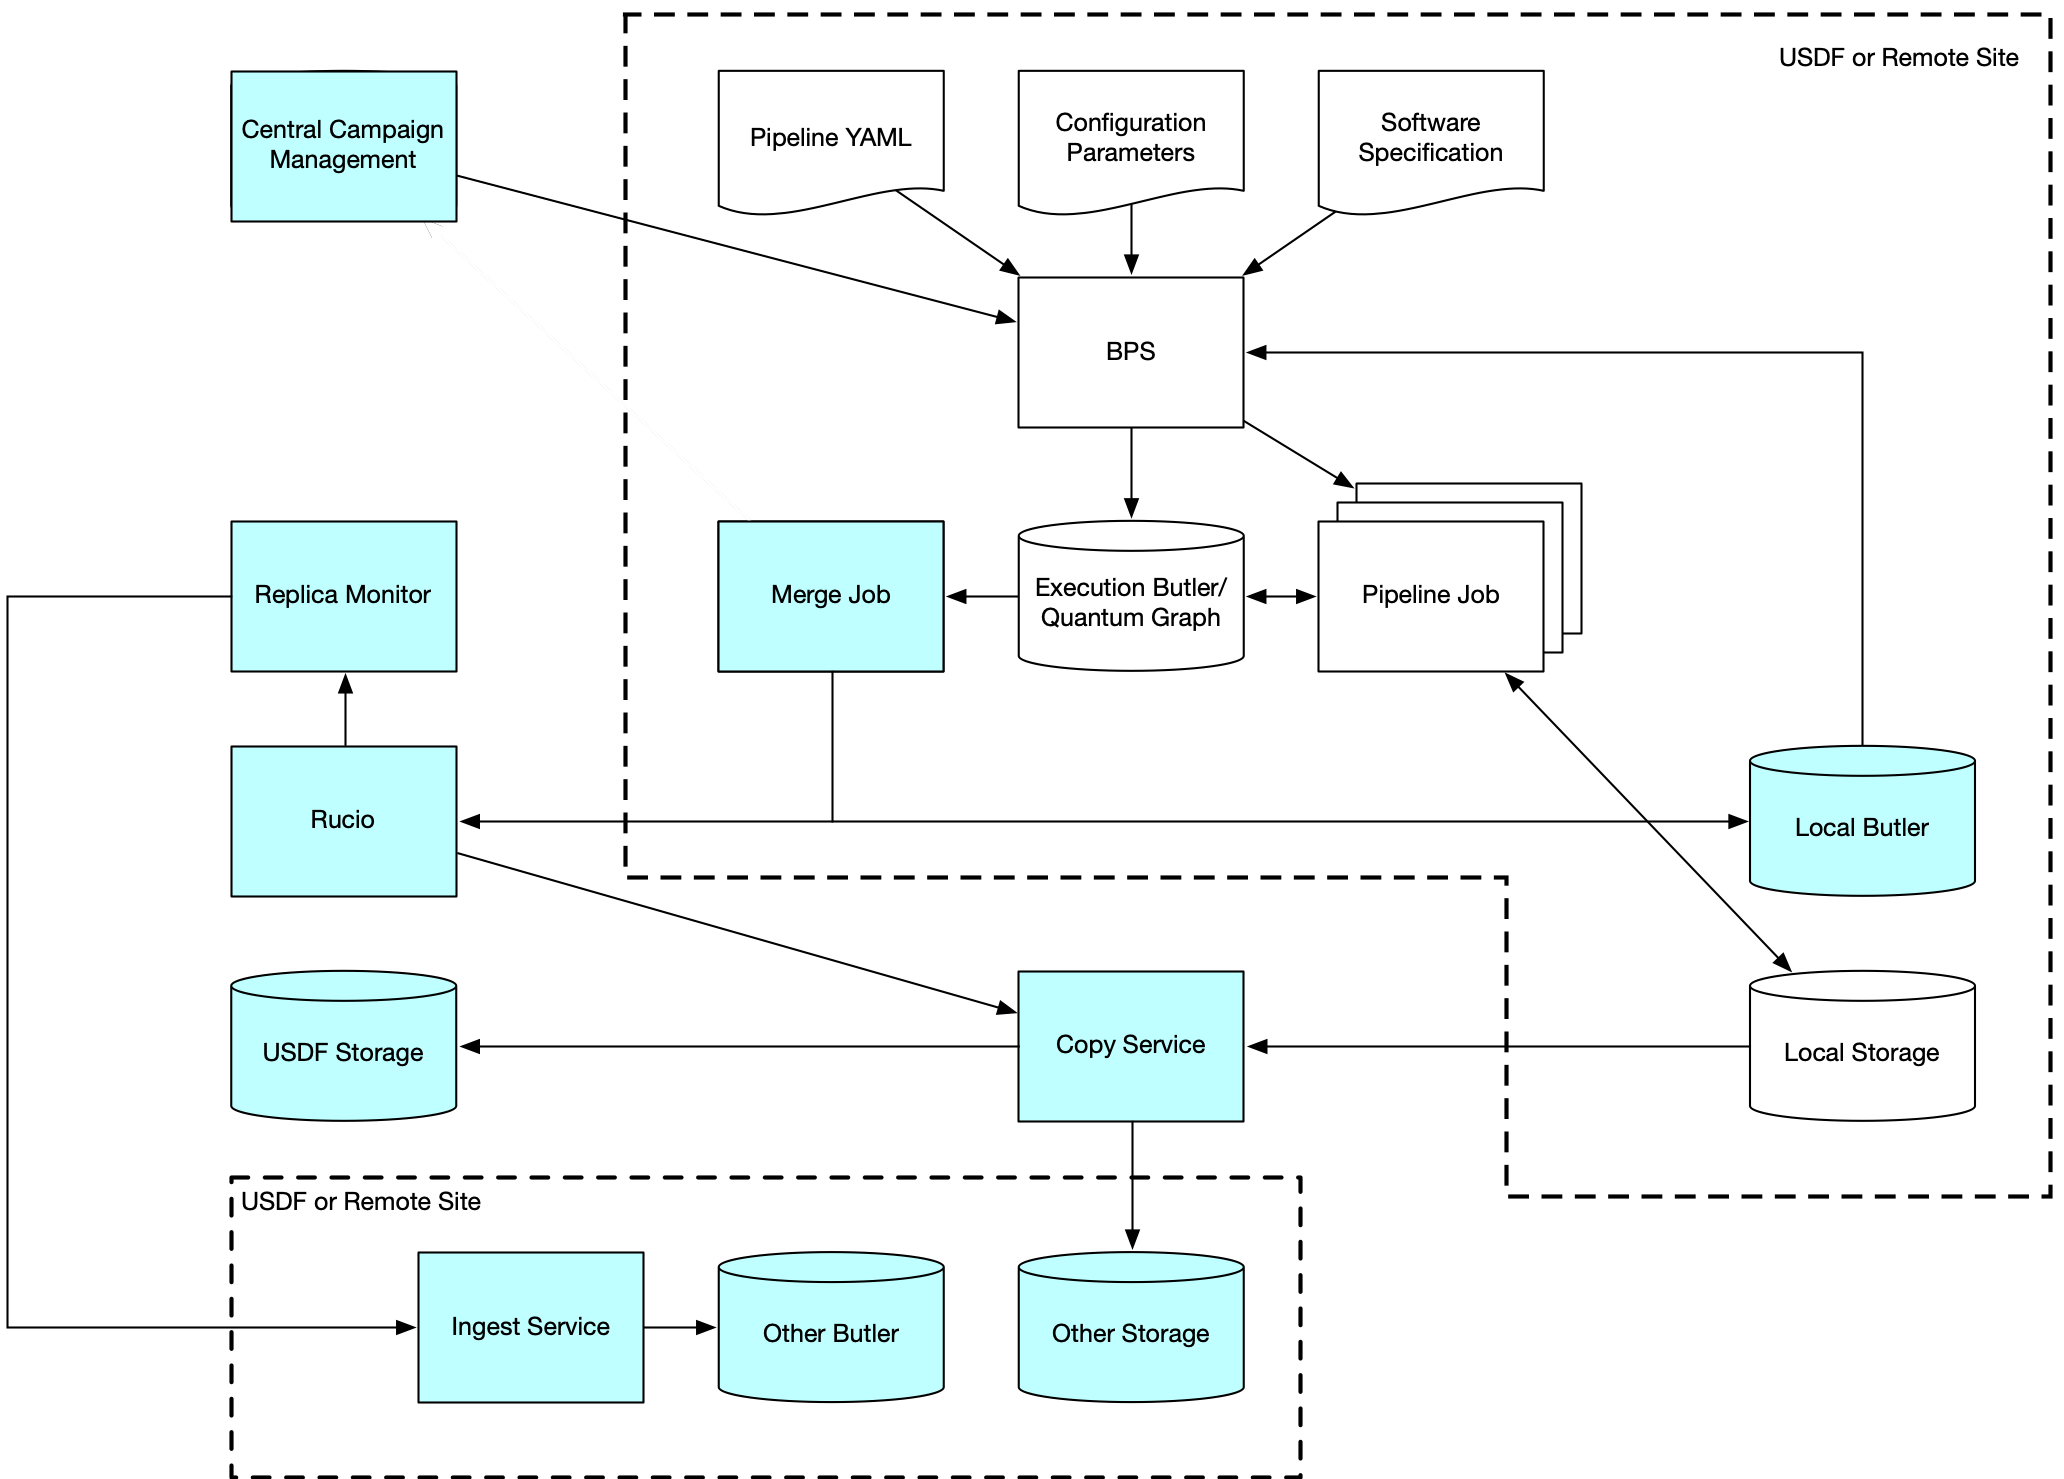 USDF or Remote Site
Central Campaign
Management
Pipeline YAML
Configuration
Parameters
Software
Specification
BPS
Replica Monitor
Merge Job
Execution Butler/
Quantum Graph
Pipeline Job
Rucio
Local Butler
USDF Storage
Copy Service
Local Storage
USDF or Remote Site
Ingest Service
Other Butler
Other Storage